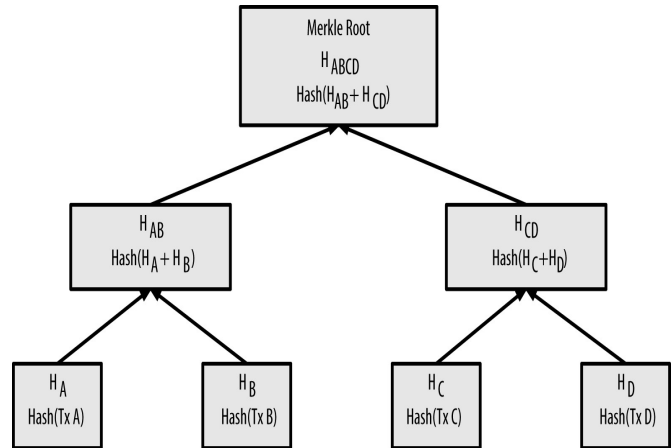 Merkle Root
H ABCD
Hash(H AB + H CD)
H AB
Hash(H A + H B)
H CD
Hash(H C+H D)
H A
Hash(Tx A)
H B
Hash(Tx B)
H C
Hash(Tx C)
H D
Hash(Tx D)